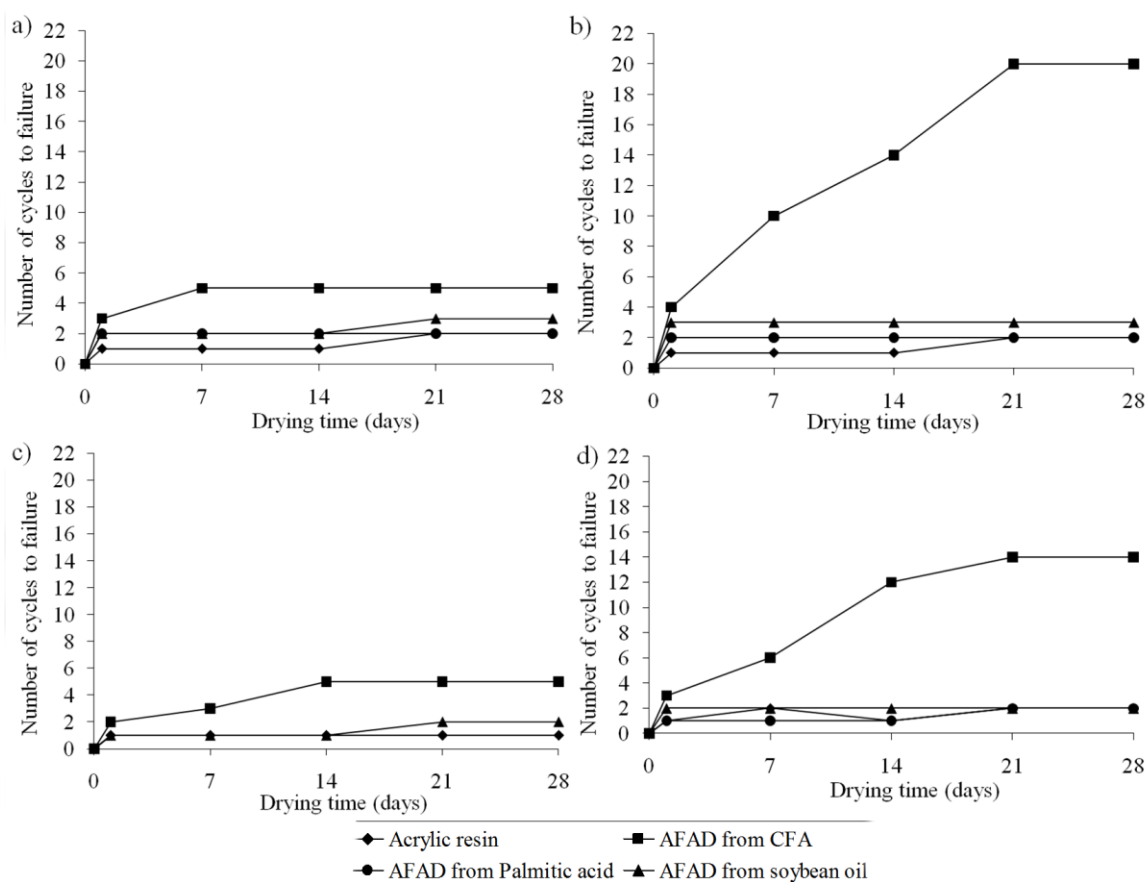 a)
22
20
18
16
14
12
10
8
6
4
2
0
Number of cycles to failure
0 7 14 21 28
Drying time (days)
b)
22
20
18
16
14
12
10
8
6
4
2
0
Number of cycles to failure
0 7 14 21 28
Drying time (days)
c)
22
20
18
16
14
12
10
8
6
4
2
0
Number of cycles to failure
0 7 14 21 28
Drying time (days)
d)
22
20
18
16
14
12
10
8
6
4
2
0
Number of cycles to failure
0 7 14 21 28
Drying time (days)
Acrylic resin
AFAD from CFA
AFAD from Palmitic acid
AFAD from soybean oil